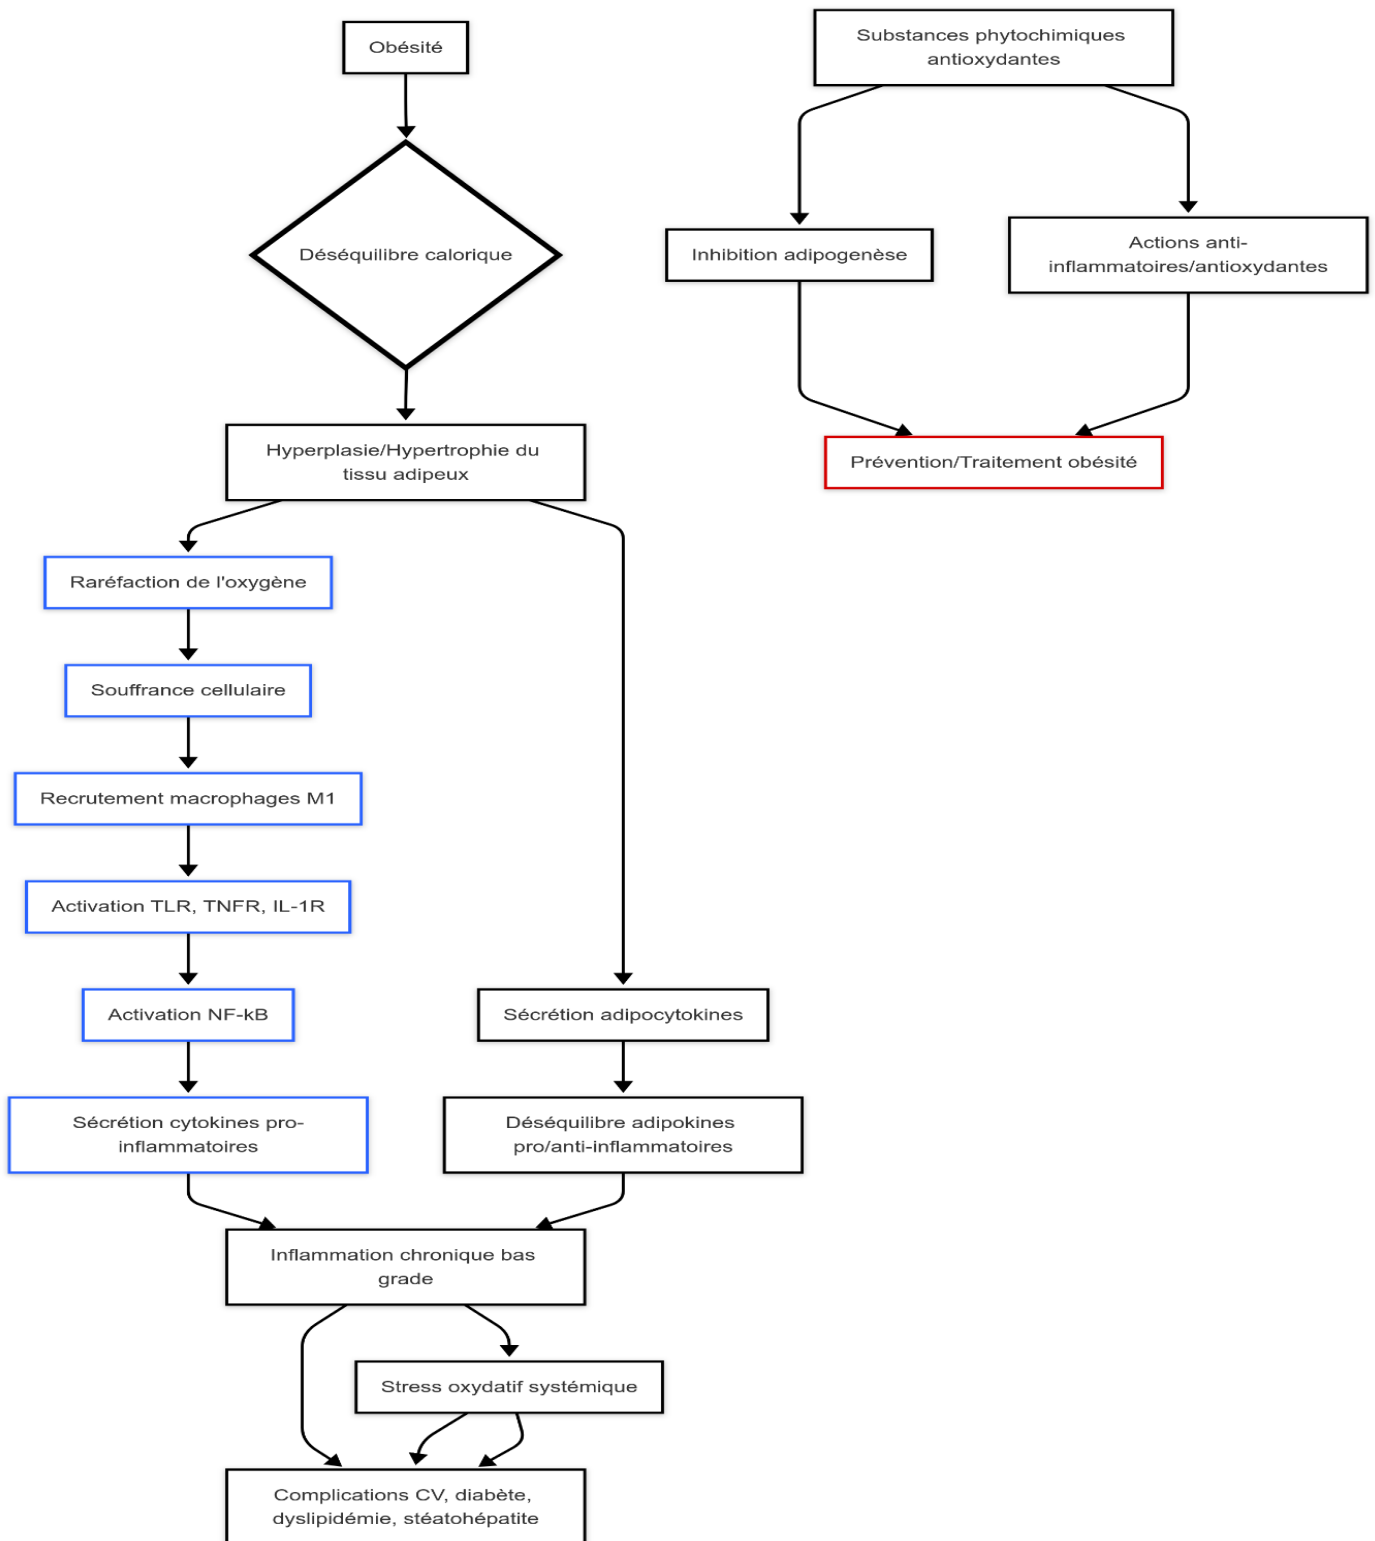 Obésité
Substances phytochimiques
antioxydantes
Déséquilibre calorique
Inhibition adipogenèse
Actions anti-
inflammatoires/antioxydantes
Hyperplasie/Hypertrophie du
tissu adipeux
Prévention/Traitement obésité
Raréfaction de l'oxygène
Souffrance cellulaire
Recrutement macrophages M1
Activation TLR, TNFR, IL-1R
Activation NF-kB
Sécrétion adipocytokines
Sécrétion cytokines pro-
inflammatoires
Déséquilibre adipokines
pro/anti-inflammatoires
Inflammation chronique bas
grade
Stress oxydatif systémique
Complications CV, diabète,
dyslipidémie, stéatohépatite